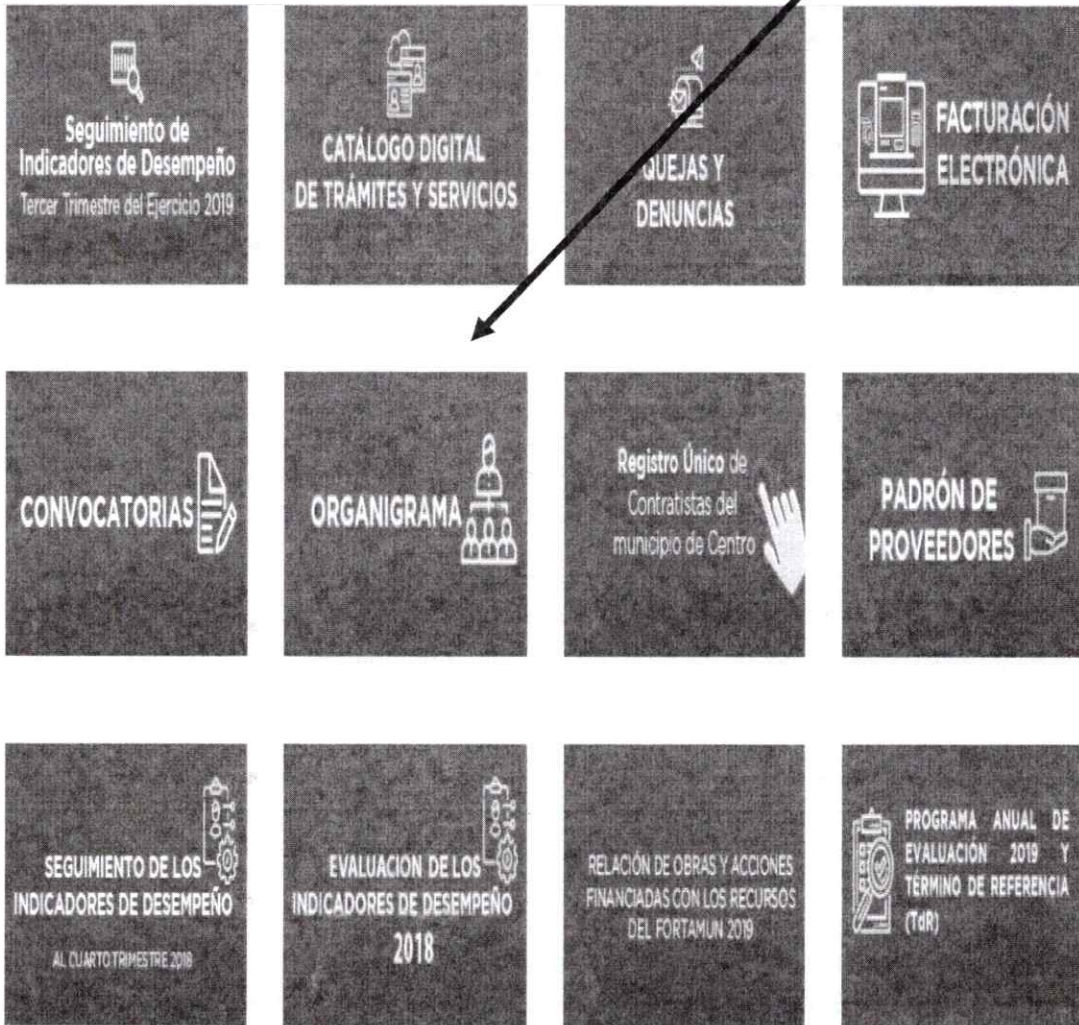 Seguimiento de
Indicadores de Desempeño
Tercer Trimestre del Ejercicio 2019
CATÁLOGO DIGITAL
DE TRÁMITES Y SERVICIOS
QUEJAS Y
DENUNCIAS
FACTURACIÓN
ELECTRÓNICA
CONVOCATORIAS
ORGANIGRAMA
Registro Único de
Contratistas del
municipio de Centro
PADRÓN DE
PROVEEDORES
SEGUIMIENTO DE LOS
INDICADORES DE DESEMPEÑO
AL CUARTO TRIMESTRE 2018
EVALUACION DE LOS
INDICADORES DE DESEMPEÑO
2018
RELACIÓN DE OBRAS Y ACCIONES
FINANCIADAS CON LOS RECURSOS
DEL FORTAMUN 2019
PROGRAMA ANUAL DE
EVALUACIÓN 2019 Y
TÉRMINO DE REFERENCIA
(TdR)